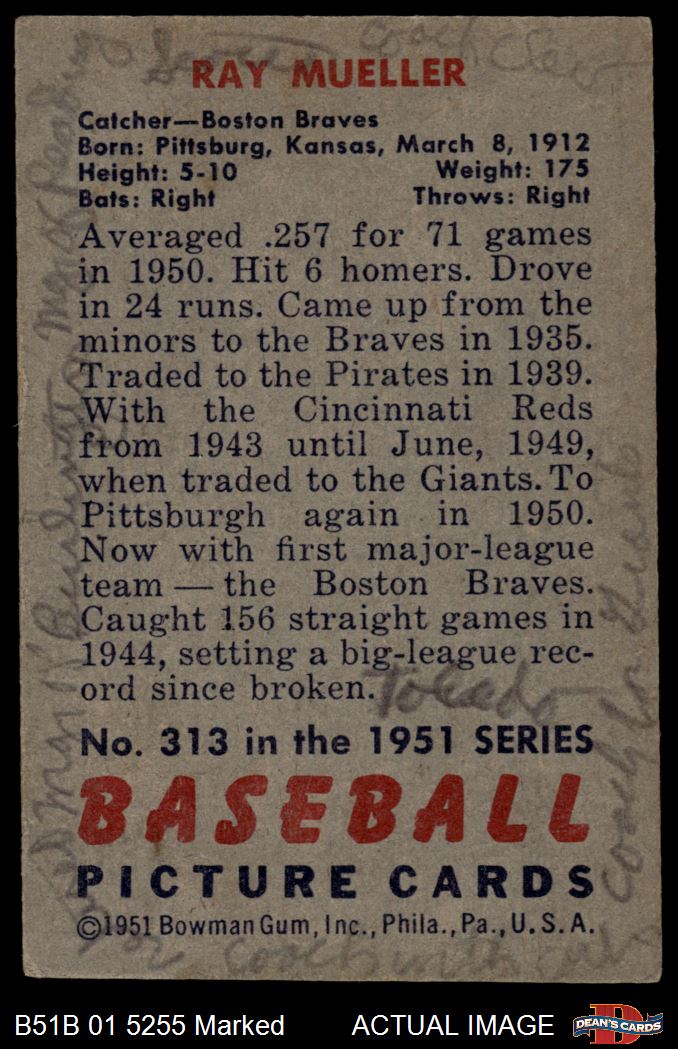 RAY MUELLER
Catcher—Boston Braves
Born: Pittsburg, Kansas, March 8, 1912
Height: 5-10 Weight: 175
Bats: Right Throws: Right
Averaged .257 for 71 games
in 1950. Hit 6 homers. Drove
in 24 runs. Came up from the
minors to the Braves in 1935.
Traded to the Pirates in 1939.
With the Cincinnati Reds
from 1943 until June, 1949,
when traded to the Giants. To
Pittsburgh again in 1950.
Now with first major-league
team — the Boston Braves.
Caught 156 straight games in
1944, setting a big-league rec-
ord since broken.
Toledo
No. 313 in the 1951 SERIES
BASEBALL
PICTURE CARDS
©1951 Bowman Gum, Inc., Phila., Pa., U.S.A.
coach
B51B 01 5255 Marked ACTUAL IMAGE
D
DEAN'S CARDS